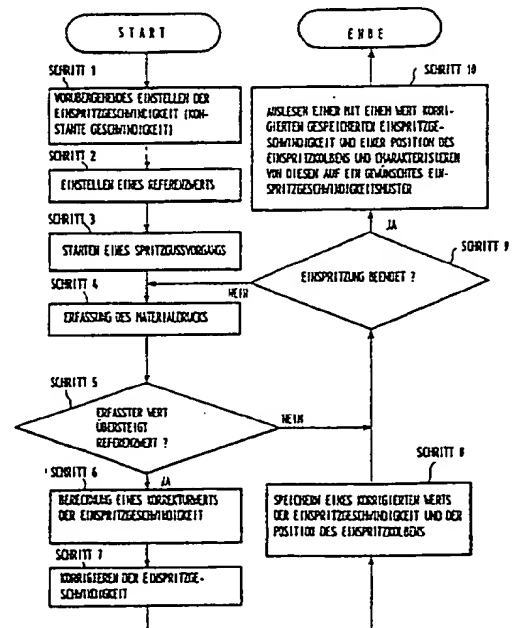 START
SCHRITT 1
VORÜBERGEHENDES EINSTELLEN DER
EINSPRITZGESCHWINDIGKEIT (KON-
STANTE GESCHWINDIGKEIT)
SCHRITT 2
EINSTELLEN EINES REFERENZWERTS
SCHRITT 3
STARTEN EINES SPRITZGUSSVORGANGS
SCHRITT 4
ERFASSUNG DES MATERIALDRUCKS
SCHRITT 5
ERFASSTER WERT
ÜBERSTEIGT
REFERENZWERT ?
NEIN
JA
SCHRITT 6
BERECHNUNG EINES KORREKTURWERTS
DER EINSPRITZGESCHWINDIGKEIT
SCHRITT 7
KORRIGIEREN DER EINSPRITZGE-
SCHWINDIGKEIT
SCHRITT 8
SPEICHERN EINES KORRIGIERTEN WERTS
DER EINSPRITZGESCHWINDIGKEIT UND DER
POSITION DES EINSPRITZKOLBENS
SCHRITT 9
EINSPRITZUNG BEENDET ?
NEIN
JA
SCHRITT 10
AUSLESEN EINER MIT EINEM WERT KORRI-
GIERTEN GESPEICHERTEN EINSPRITZGE-
SCHWINDIGKEIT UND EINER POSITION DES
EINSPRITZKOLBENS UND CHARAKTERISIEREN
VON DIESEN AUF EIN GEWÜNSCHTES EIN-
SPRITZGESCHWINDIGKEITSMUSTER
ENDE